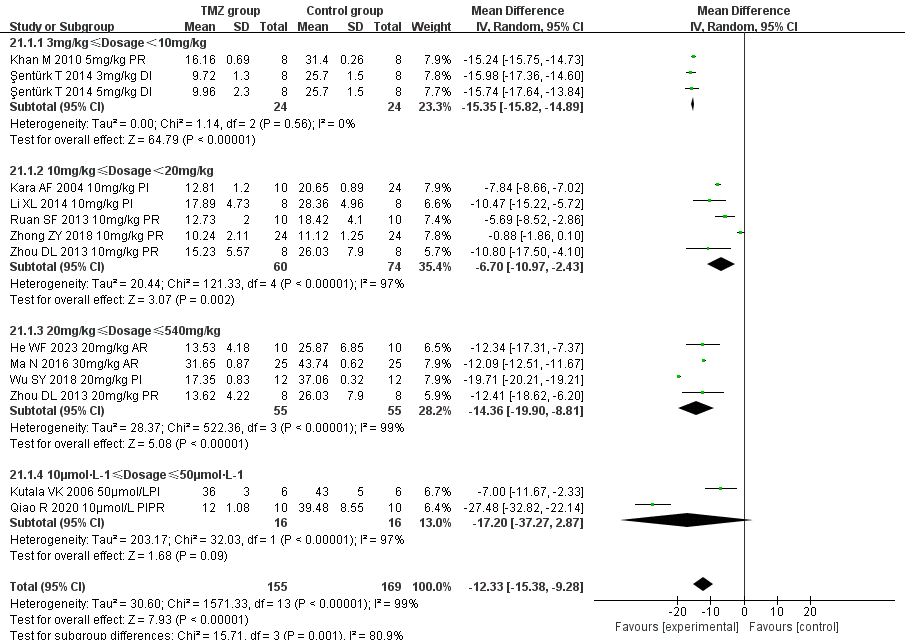 TMZ group Control group Mean Difference Mean Difference
Study or Subgroup Mean SD Total Mean SD Total Weight IV, Random, 95% CI IV, Random, 95% CI
21.1.1 3mg/kg≤Dosage＜10mg/kg
Khan M 2010 5mg/kg PR 16.16 0.69 8 31.4 0.26 8 7.9% -15.24 [-15.75, -14.73]
Şentürk T 2014 3mg/kg DI 9.72 1.3 8 25.7 1.5 8 7.8% -15.98 [-17.36, -14.60]
Şentürk T 2014 5mg/kg DI 9.96 2.3 8 25.7 1.5 8 7.7% -15.74 [-17.64, -13.84]
Subtotal (95% CI) 24 24 23.3% -15.35 [-15.82, -14.89]
Heterogeneity: Tau² = 0.00; Chi² = 1.14, df = 2 (P = 0.56); I² = 0%
Test for overall effect: Z = 64.79 (P < 0.00001)
21.1.2 10mg/kg≤Dosage＜20mg/kg
Kara AF 2004 10mg/kg PI 12.81 1.2 10 20.65 0.89 24 7.9% -7.84 [-8.66, -7.02]
Li XL 2014 10mg/kg PI 17.89 4.73 8 28.36 4.96 8 6.6% -10.47 [-15.22, -5.72]
Ruan SF 2013 10mg/kg PR 12.73 2 10 18.42 4.1 10 7.4% -5.69 [-8.52, -2.86]
Zhong ZY 2018 10mg/kg PR 10.24 2.11 24 11.12 1.25 24 7.9% -0.88 [-1.86, 0.10]
Zhou DL 2013 10mg/kg PR 15.23 5.57 8 26.03 7.9 8 5.7% -10.80 [-17.50, -4.10]
Subtotal (95% CI) 60 74 35.4% -6.70 [-10.97, -2.43]
Heterogeneity: Tau² = 20.44; Chi² = 121.33, df = 4 (P < 0.00001); I² = 97%
Test for overall effect: Z = 3.07 (P = 0.002)
21.1.3 20mg/kg≤Dosage≤540mg/kg
He WF 2023 20mg/kg AR 13.53 4.18 10 25.87 6.85 10 6.5% -12.34 [-17.31, -7.37]
Ma N 2016 30mg/kg AR 31.65 0.87 25 43.74 0.62 25 7.9% -12.09 [-12.51, -11.67]
Wu SY 2018 20mg/kg PI 17.35 0.83 12 37.06 0.32 12 7.9% -19.71 [-20.21, -19.21]
Zhou DL 2013 20mg/kg PR 13.62 4.22 8 26.03 7.9 8 5.9% -12.41 [-18.62, -6.20]
Subtotal (95% CI) 55 55 28.2% -14.36 [-19.90, -8.81]
Heterogeneity: Tau² = 28.37; Chi² = 522.36, df = 3 (P < 0.00001); I² = 99%
Test for overall effect: Z = 5.08 (P < 0.00001)
21.1.4 10μmol·L-1≤Dosage≤50μmol·L-1
Kutala VK 2006 50μmol/LPI 36 3 6 43 5 6 6.7% -7.00 [-11.67, -2.33]
Qiao R 2020 10μmol/L PIPR 12 1.08 10 39.48 8.55 10 6.4% -27.48 [-32.82, -22.14]
Subtotal (95% CI) 16 16 13.0% -17.20 [-37.27, 2.87]
Heterogeneity: Tau² = 203.17; Chi² = 32.03, df = 1 (P < 0.00001); I² = 97%
Test for overall effect: Z = 1.68 (P = 0.09)
Total (95% CI) 155 169 100.0% -12.33 [-15.38, -9.28]
Heterogeneity: Tau² = 30.60; Chi² = 1571.33, df = 13 (P < 0.00001); I² = 99%
Test for overall effect: Z = 7.93 (P < 0.00001)
Test for subgroup differences: Chi² = 15.71, df = 3 (P = 0.001), I² = 80.9%
-20 -10 0 10 20
Favours [experimental] Favours [control]